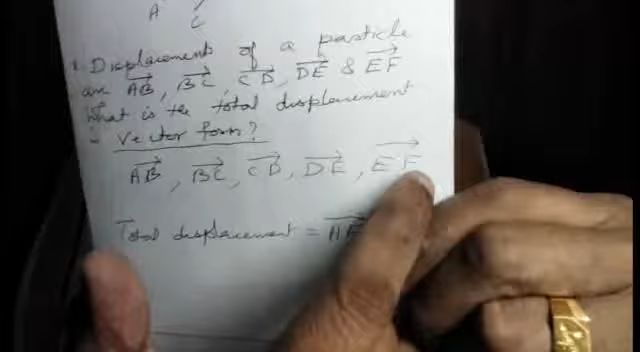 A
C
Displacements of a particle
are AB, BC, CD, DE & EF
What is the total displacement
in vector form?
AB, BC, CD, DE, EF
Total displacement = A